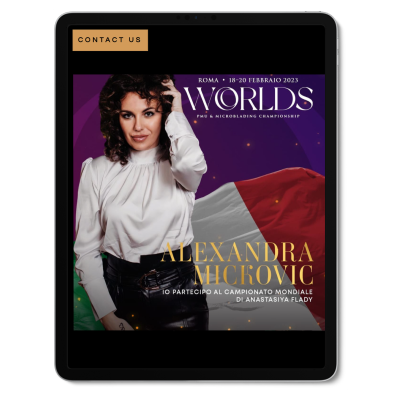 CONTACT US
ROMA • 18-20 FEBBRAIO 2023
WORLDS
PMU & MICROBLADING CHAMPIONSHIP
ALEXANDRA
MICKOVIC
IO PARTECIPO AL CAMPIONATO MONDIALE
DI ANASTASIYA FLADY